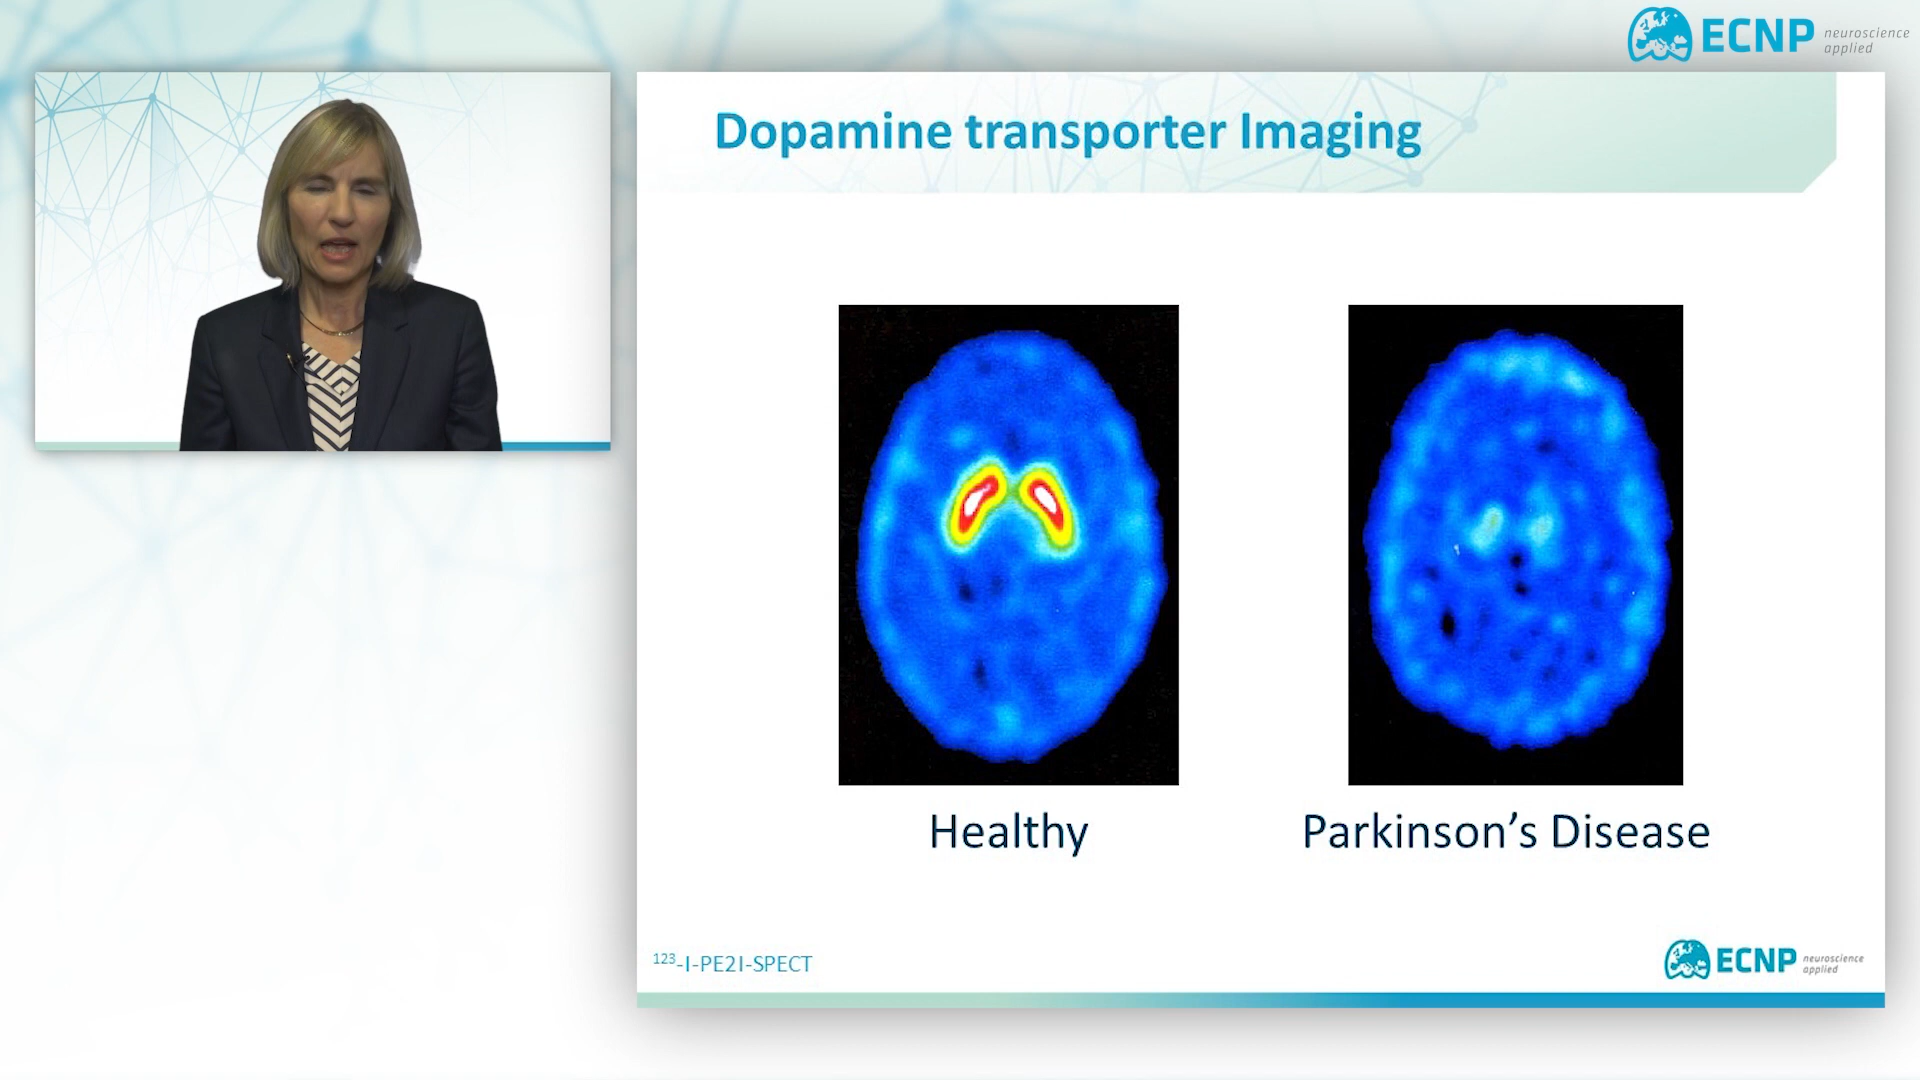 ECNP
neuroscience
applied
Dopamine transporter Imaging
Healthy
Parkinson's Disease
¹²³-I-PE2I-SPECT
ECNP
neuroscience
applied